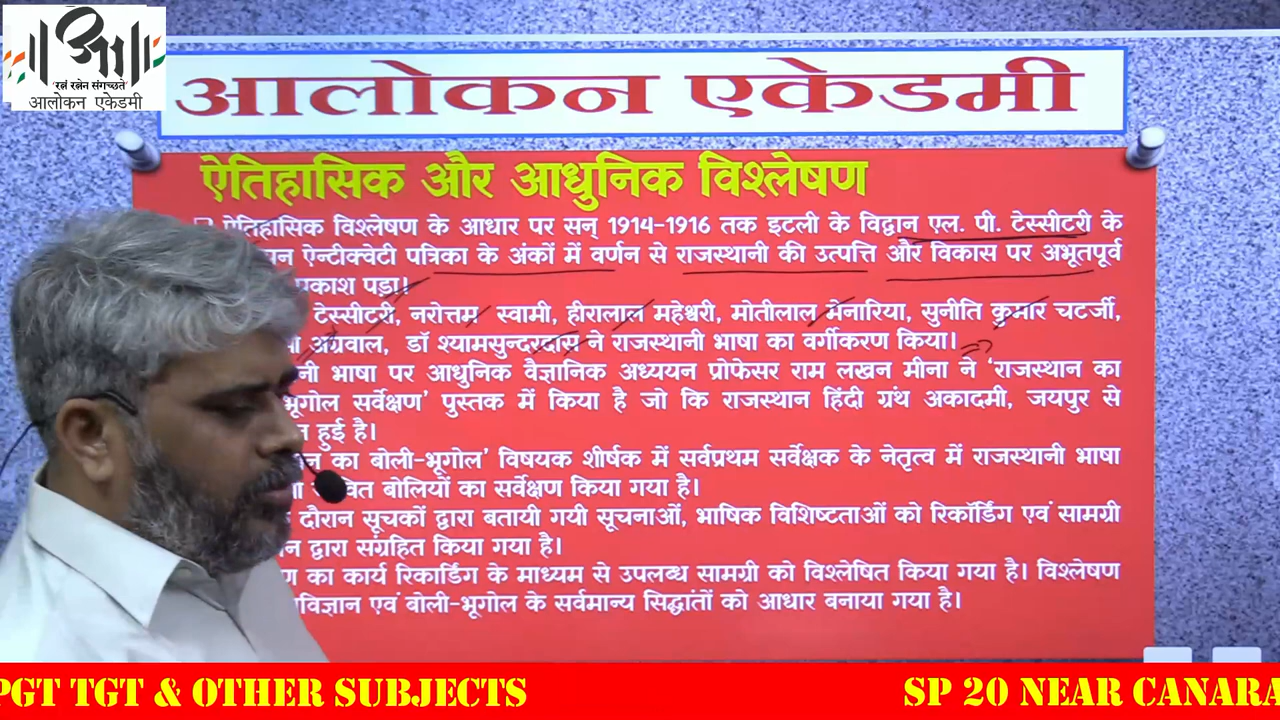 आ
रत्नं रत्नेन संगच्छते
आलोकन एकेडमी
आलोकन एकेडमी
ऐतिहासिक और आधुनिक विश्लेषण
ऐतिहासिक विश्लेषण के आधार पर सन् 1914-1916 तक इटली के विद्वान एल. पी. टेस्सीटरी के
ऐन्टीक्वेटी पत्रिका के अंकों में वर्णन से राजस्थानी की उत्पत्ति और विकास पर अभूतपूर्व
पड़ा।
टेस्सीटरी, नरोत्तम स्वामी, हीरालाल महेश्वरी, मोतीलाल मेनारिया, सुनीति कुमार चटर्जी,
अग्रवाल, डॉ श्यामसुन्दरदास ने राजस्थानी भाषा का वर्गीकरण किया।
भाषा पर आधुनिक वैज्ञानिक अध्ययन प्रोफेसर राम लखन मीना ने 'राजस्थान का
भूगोल सर्वेक्षण' पुस्तक में किया है जो कि राजस्थान हिंदी ग्रंथ अकादमी, जयपुर से
हुई है।
का बोली-भूगोल' विषयक शीर्षक में सर्वप्रथम सर्वेक्षक के नेतृत्व में राजस्थानी भाषा
बोलियों का सर्वेक्षण किया गया है।
दौरान सूचकों द्वारा बतायी गयी सूचनाओं, भाषिक विशिष्टताओं को रिकॉर्डिंग एवं सामग्री
द्वारा संग्रहित किया गया है।
का कार्य रिकार्डिंग के माध्यम से उपलब्ध सामग्री को विश्लेषित किया गया है। विश्लेषण
विज्ञान एवं बोली-भूगोल के सर्वमान्य सिद्धांतों को आधार बनाया गया है।
PGT TGT & OTHER SUBJECTS SP 20 NEAR CANARA